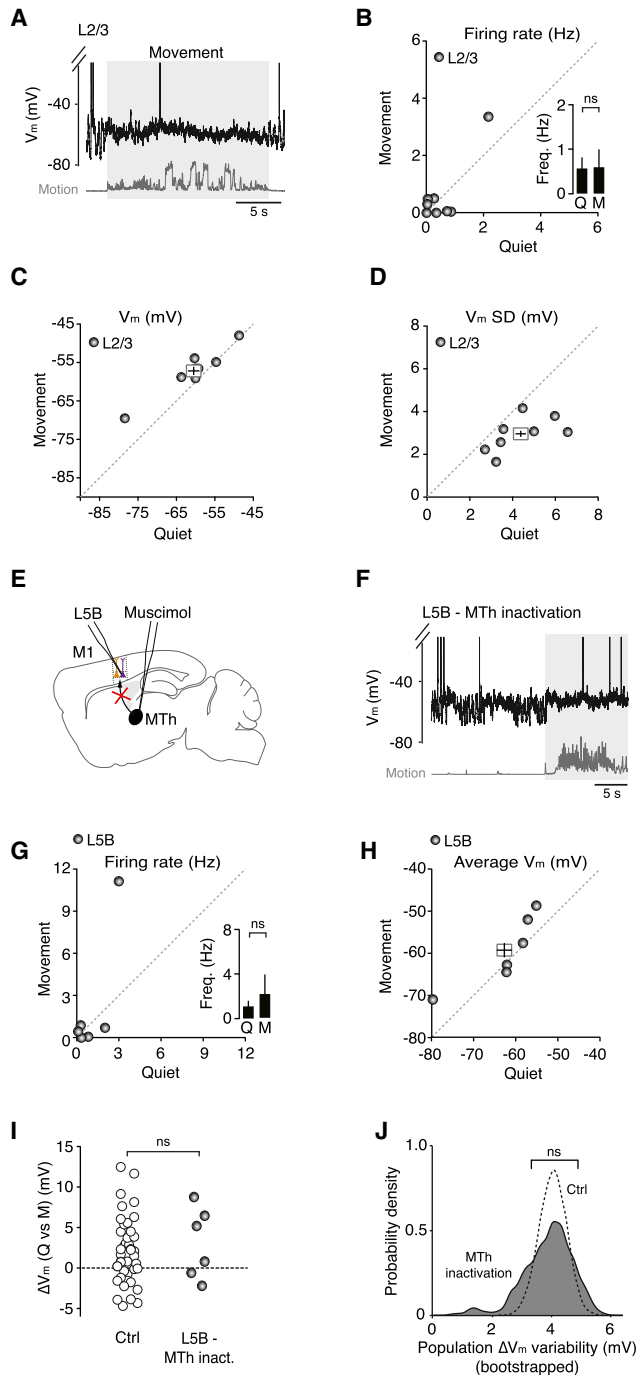 A
L2/3
Movement
Vm (mV)
-40
-80
Motion
5 s
B
Firing rate (Hz)
6
4
2
0
Movement
L2/3
0
2
4
6
Quiet
ns
Freq. (Hz)
2
1
0
Q M
C
Vm (mV)
-45
-55
-65
-75
-85
Movement
L2/3
-85
-75
-65
-55
-45
Quiet
D
Vm SD (mV)
8
6
4
2
0
Movement
L2/3
0
2
4
6
8
Quiet
E
L5B
Muscimol
M1
MTh
F
L5B - MTh inactivation
Vm (mV)
-40
-80
Motion
5 s
G
L5B
Firing rate (Hz)
12
9
6
3
0
Movement
0
3
6
9
12
Quiet
ns
Freq. (Hz)
8
4
0
Q M
H
L5B
Average Vm (mV)
-40
-50
-60
-70
-80
Movement
-80
-70
-60
-50
-40
Quiet
I
ns
ΔVm (Q vs M) (mV)
15
10
5
0
-5
Ctrl
L5B -
MTh inact.
J
ns
Probability density
1.0
0.5
0
Ctrl
MTh
inactivation
0
2
4
6
Population ΔVm variability (mV)
(bootstrapped)